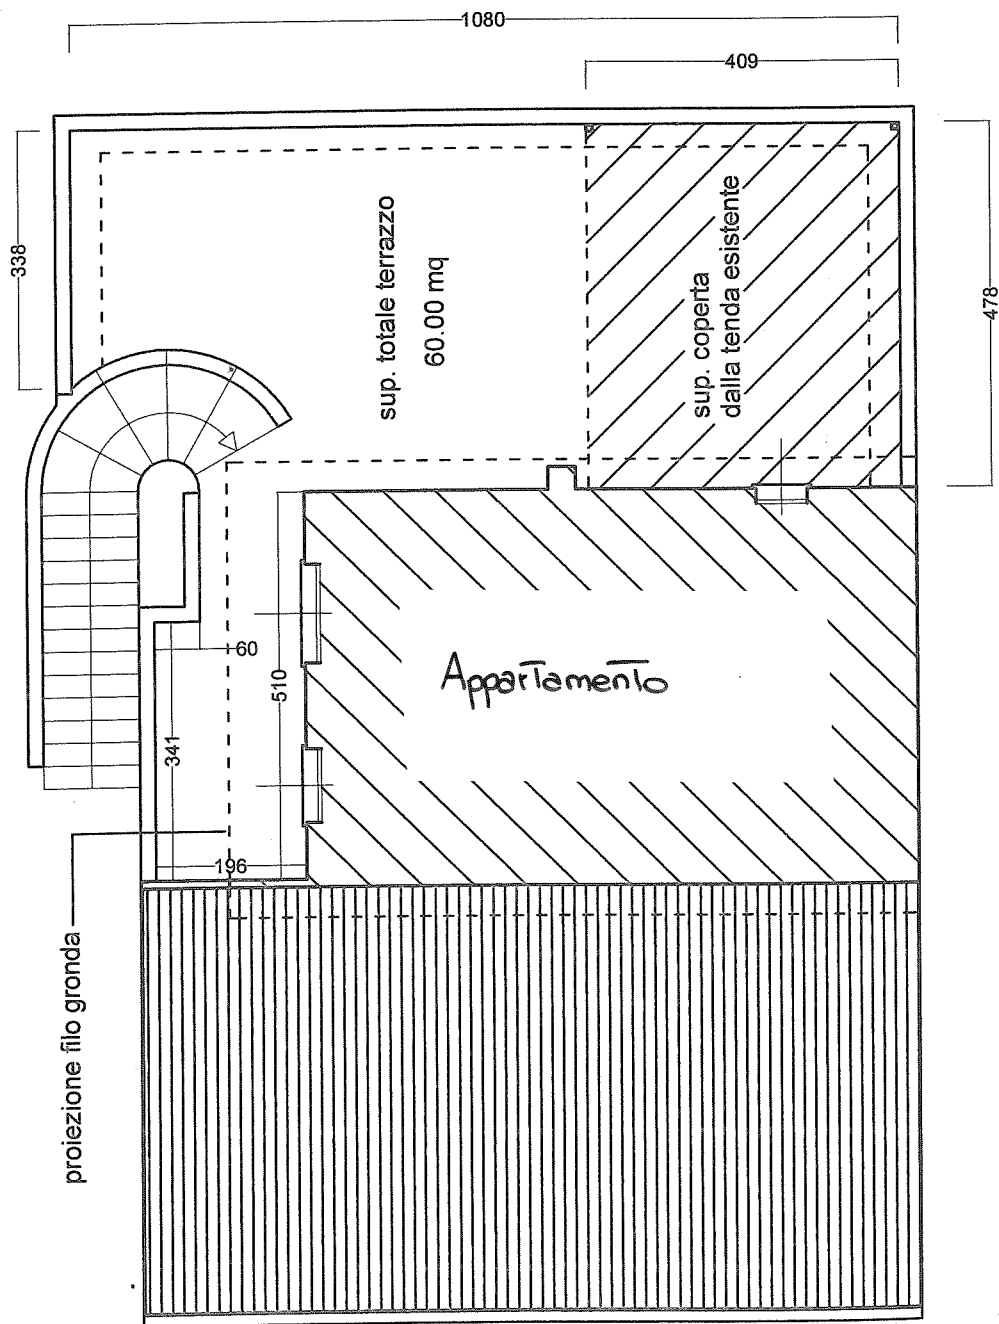 1080
409
338
478
sup. totale terrazzo
60.00 mq
sup. coperta
dalla tenda esistente
60
510
341
196
Appartamento
proiezione filo gronda